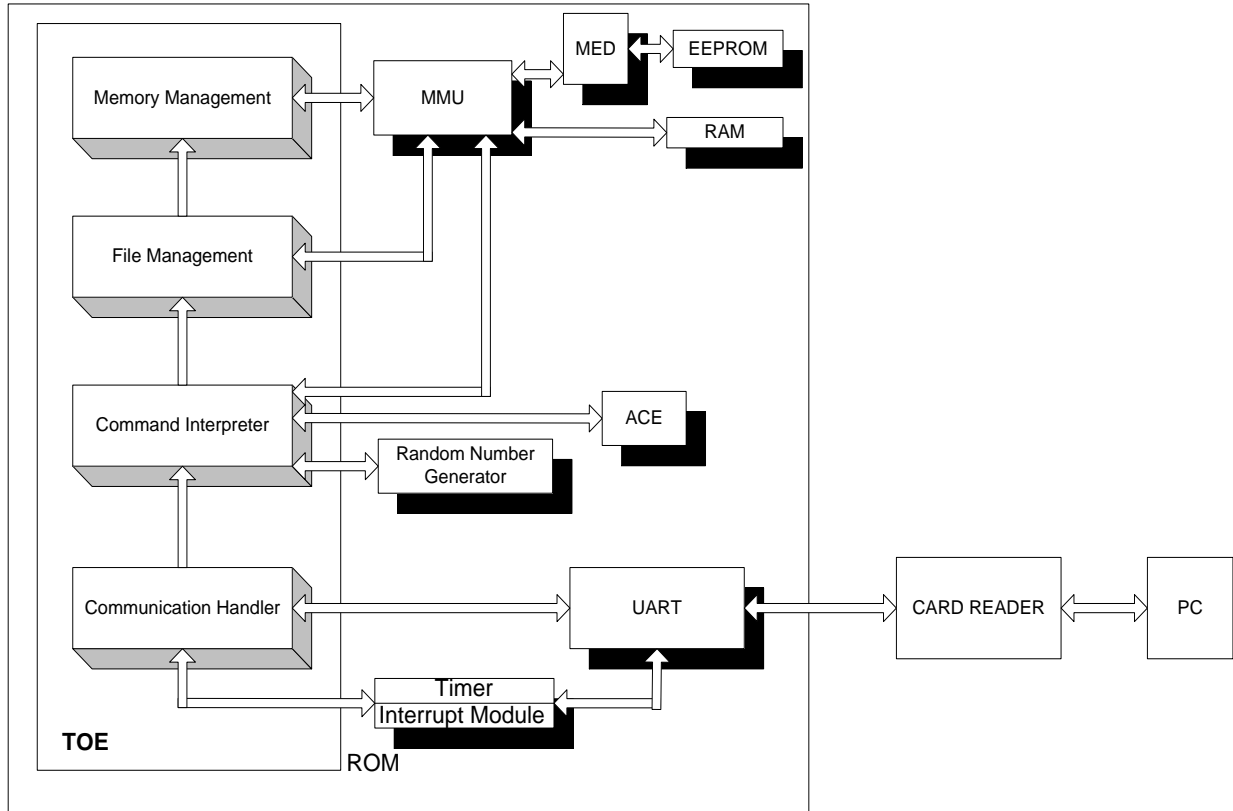 MED
EEPROM
Memory Management
MMU
RAM
File Management
Command Interpreter
ACE
Random Number
Generator
Communication Handler
UART
CARD READER
PC
Timer
Interrupt Module
TOE
ROM